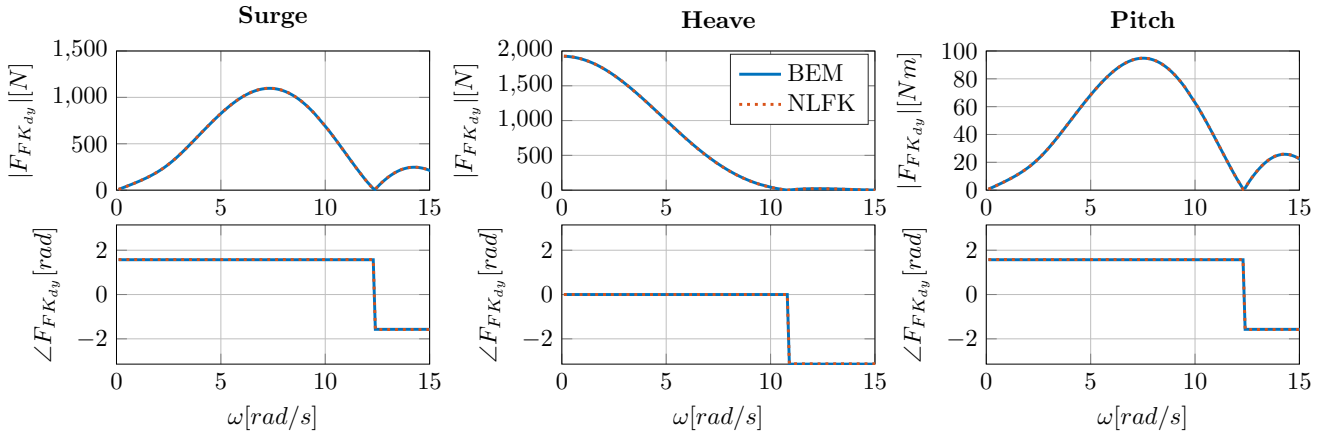 Surge
|F_{FK_{dy}}|[N]
1,500
1,000
500
0
0 5 10 15
∠F_{FK_{dy}}[rad]
2
0
−2
0 5 10 15
ω[rad/s]
Heave
|F_{FK_{dy}}|[N]
2,000
1,500
1,000
500
0
0 5 10 15
BEM
NLFK
∠F_{FK_{dy}}[rad]
2
0
−2
0 5 10 15
ω[rad/s]
Pitch
|F_{FK_{dy}}|[Nm]
100
80
60
40
20
0
0 5 10 15
∠F_{FK_{dy}}[rad]
2
0
−2
0 5 10 15
ω[rad/s]